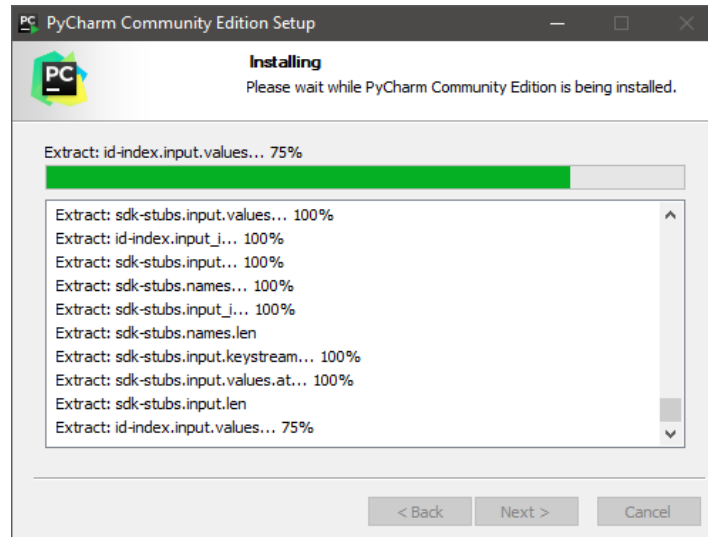 PC PyCharm Community Edition Setup
PC
Installing
Please wait while PyCharm Community Edition is being installed.
Extract: id-index.input.values... 75%
Extract: sdk-stubs.input.values... 100%
Extract: id-index.input_i... 100%
Extract: sdk-stubs.input... 100%
Extract: sdk-stubs.names... 100%
Extract: sdk-stubs.input_i... 100%
Extract: sdk-stubs.names.len
Extract: sdk-stubs.input.keystream... 100%
Extract: sdk-stubs.input.values.at... 100%
Extract: sdk-stubs.input.len
Extract: id-index.input.values... 75%
< Back Next > Cancel